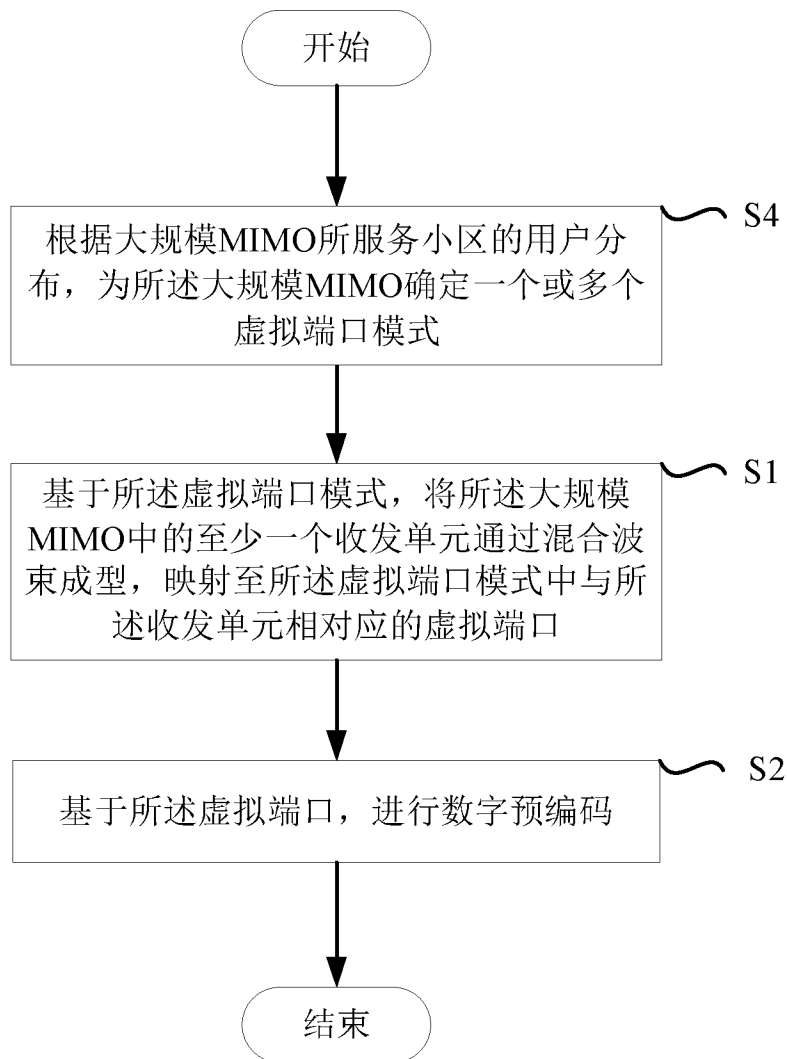 开始
S4
根据大规模MIMO所服务小区的用户分
布，为所述大规模MIMO确定一个或多个
虚拟端口模式
S1
基于所述虚拟端口模式，将所述大规模
MIMO中的至少一个收发单元通过混合波
束成型，映射至所述虚拟端口模式中与所
述收发单元相对应的虚拟端口
S2
基于所述虚拟端口，进行数字预编码
结束